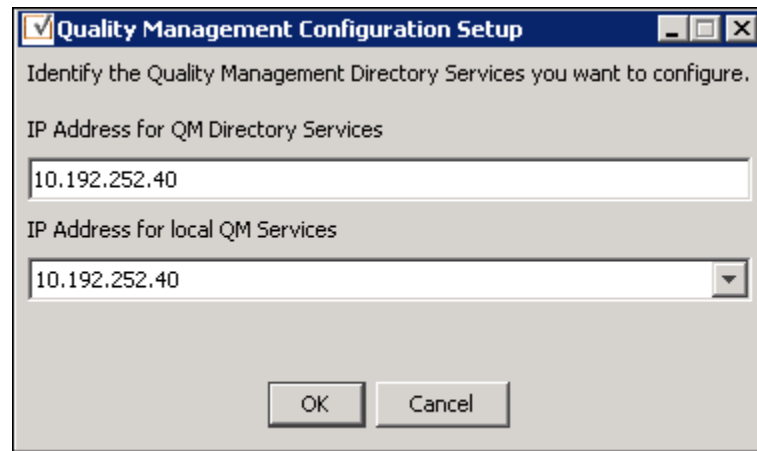 Quality Management Configuration Setup
Identify the Quality Management Directory Services you want to configure.
IP Address for QM Directory Services
10.192.252.40
IP Address for local QM Services
10.192.252.40
OK Cancel